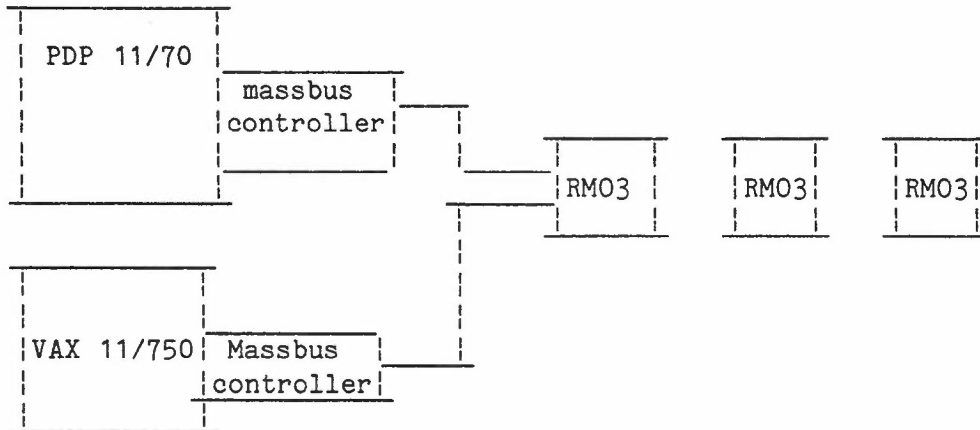 PDP 11/70
massbus
controller
RM03
RM03
RM03
VAX 11/750
Massbus
controller